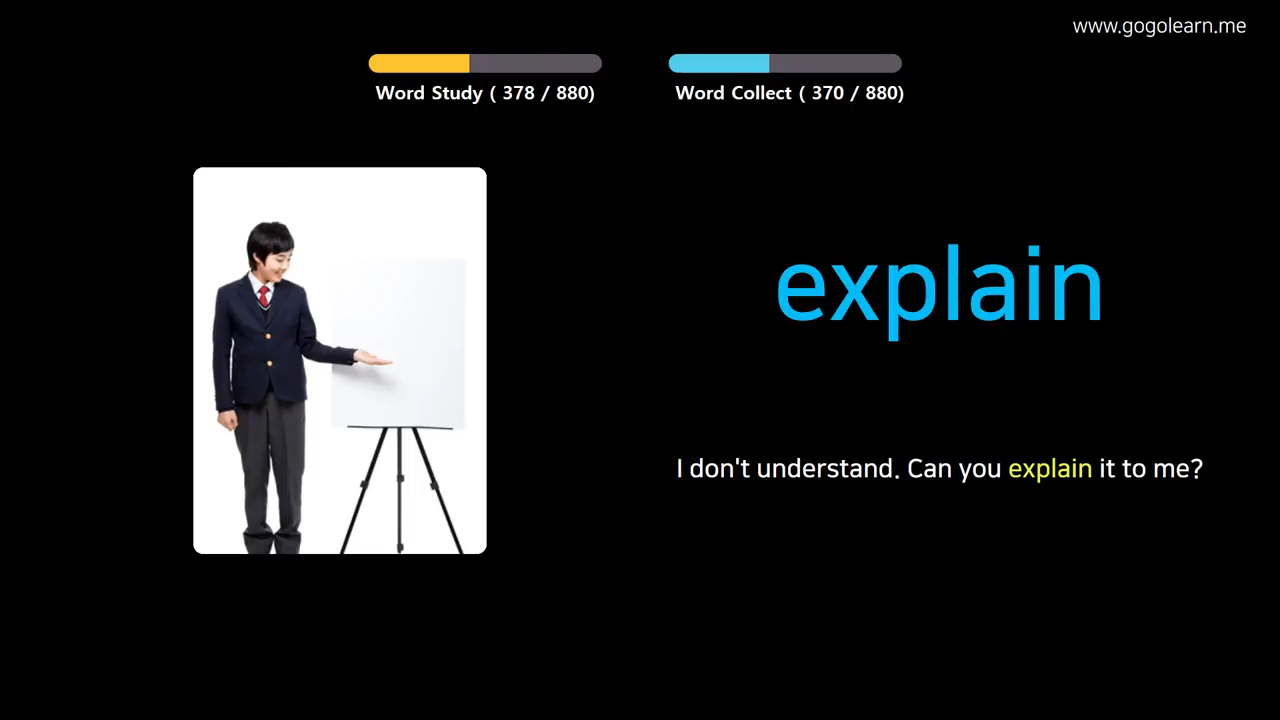 www.gogolearn.me
Word Study ( 378 / 880)
Word Collect ( 370 / 880)
explain
I don't understand. Can you explain it to me?